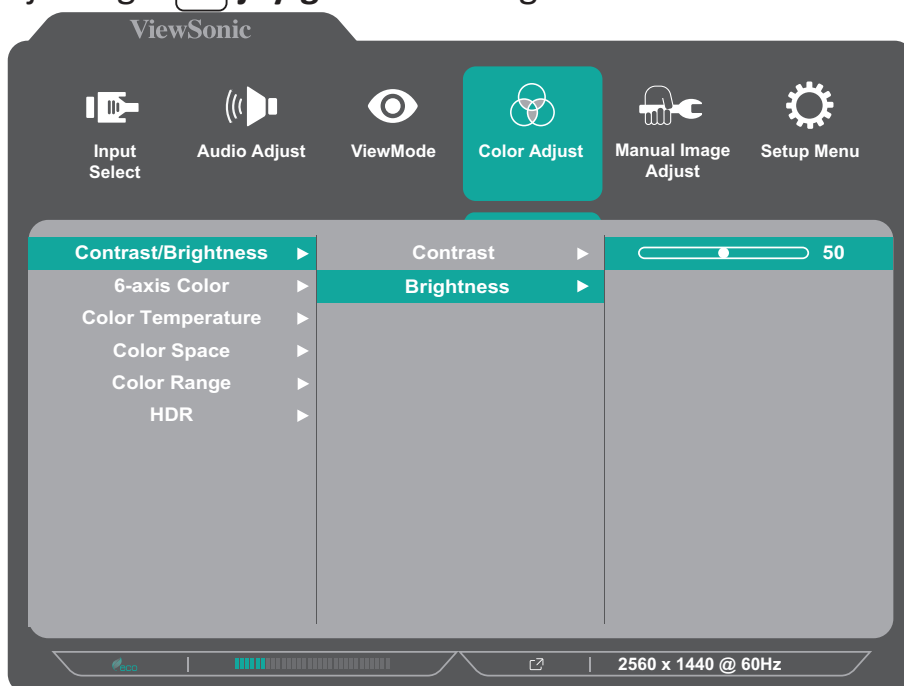 ViewSonic
Input
Select
Audio Adjust
ViewMode
Color Adjust
Manual Image
Adjust
Setup Menu
Contrast/Brightness
Contrast
50
6-axis Color
Brightness
Color Temperature
Color Space
Color Range
HDR
eco
2560 x 1440 @ 60Hz